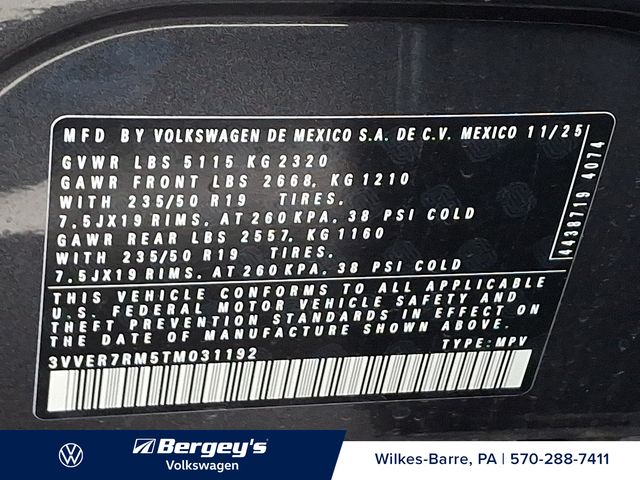 MFD BY VOLKSWAGEN DE MEXICO S.A. DE C.V. MEXICO 11/25
GVWR LBS 5115 KG 2320
GAWR FRONT LBS 2668, KG 1210
WITH 235/50 R19 TIRES.
7.5JX19 RIMS, AT 260 KPA, 38 PSI COLD
GAWR REAR LBS 2557, KG 1160
WITH 235/50 R19 TIRES.
7.5JX19 RIMS, AT 260 KPA, 38 PSI COLD
THIS VEHICLE CONFORMS TO ALL APPLICABLE
U.S. FEDERAL MOTOR VEHICLE SAFETY AND
THEFT PREVENTION STANDARDS IN EFFECT ON
THE DATE OF MANUFACTURE SHOWN ABOVE.
3VVER7RM5TM031192 TYPE: MPV
4438719 4074
Bergey's
Volkswagen
Wilkes-Barre, PA | 570-288-7411